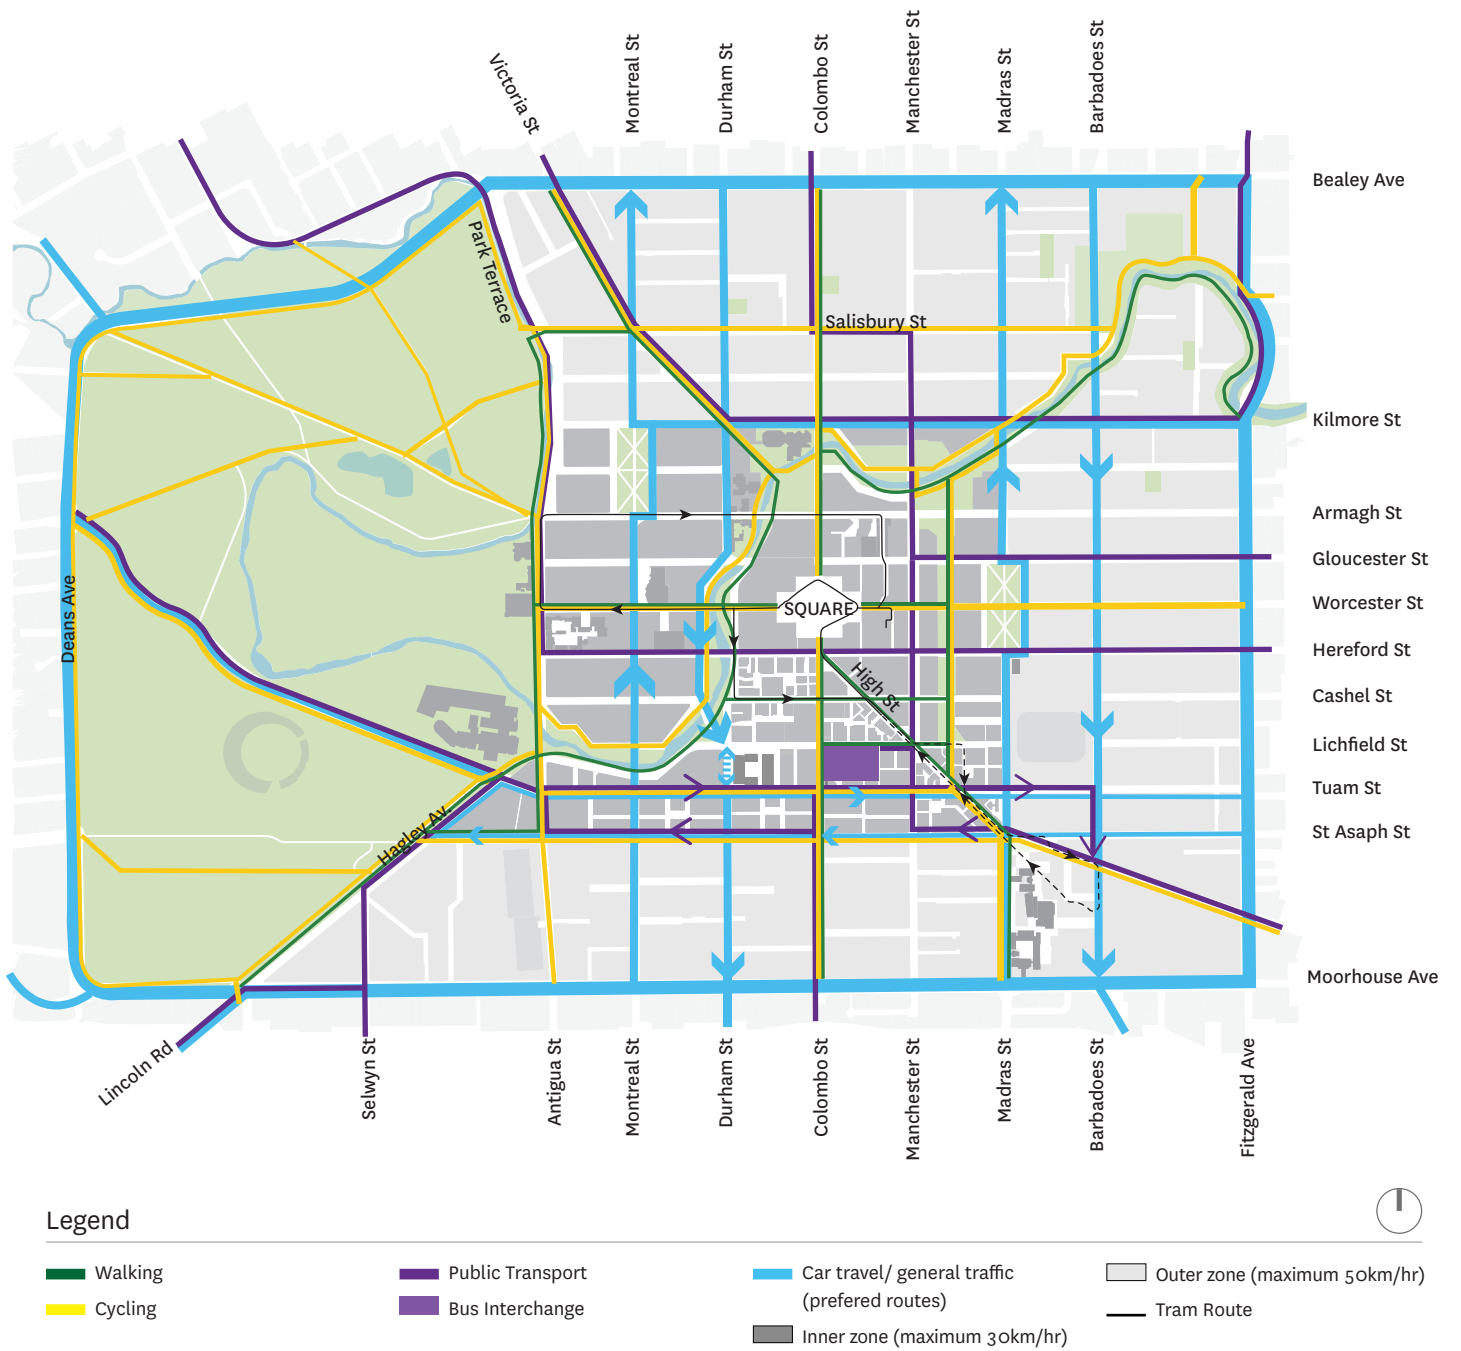 Victoria St
Montreal St
Durham St
Colombo St
Manchester St
Madras St
Barbadoes St
Bealey Ave
Park Terrace
Salisbury St
Kilmore St
Armagh St
Gloucester St
Deans Ave
SQUARE
Worcester St
Hereford St
High St
Cashel St
Lichfield St
Tuam St
Hagley Av.
St Asaph St
Moorhouse Ave
Lincoln Rd
Selwyn St
Antigua St
Montreal St
Durham St
Colombo St
Manchester St
Madras St
Barbadoes St
Fitzgerald Ave
Legend
Walking
Cycling
Public Transport
Bus Interchange
Car travel/ general traffic
(prefered routes)
Inner zone (maximum 30km/hr)
Outer zone (maximum 50km/hr)
Tram Route